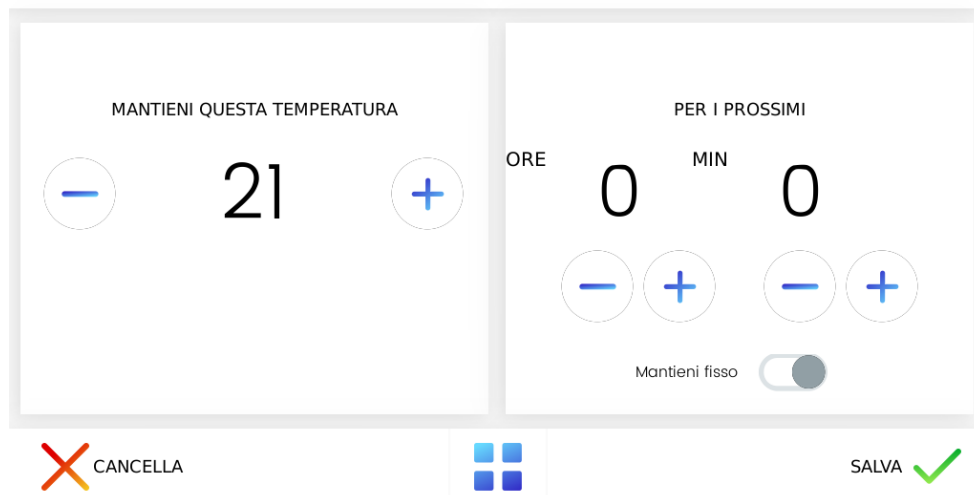 MANTIENI QUESTA TEMPERATURA
21
PER I PROSSIMI
ORE 0 MIN 0
Mantieni fisso
CANCELLA
SALVA